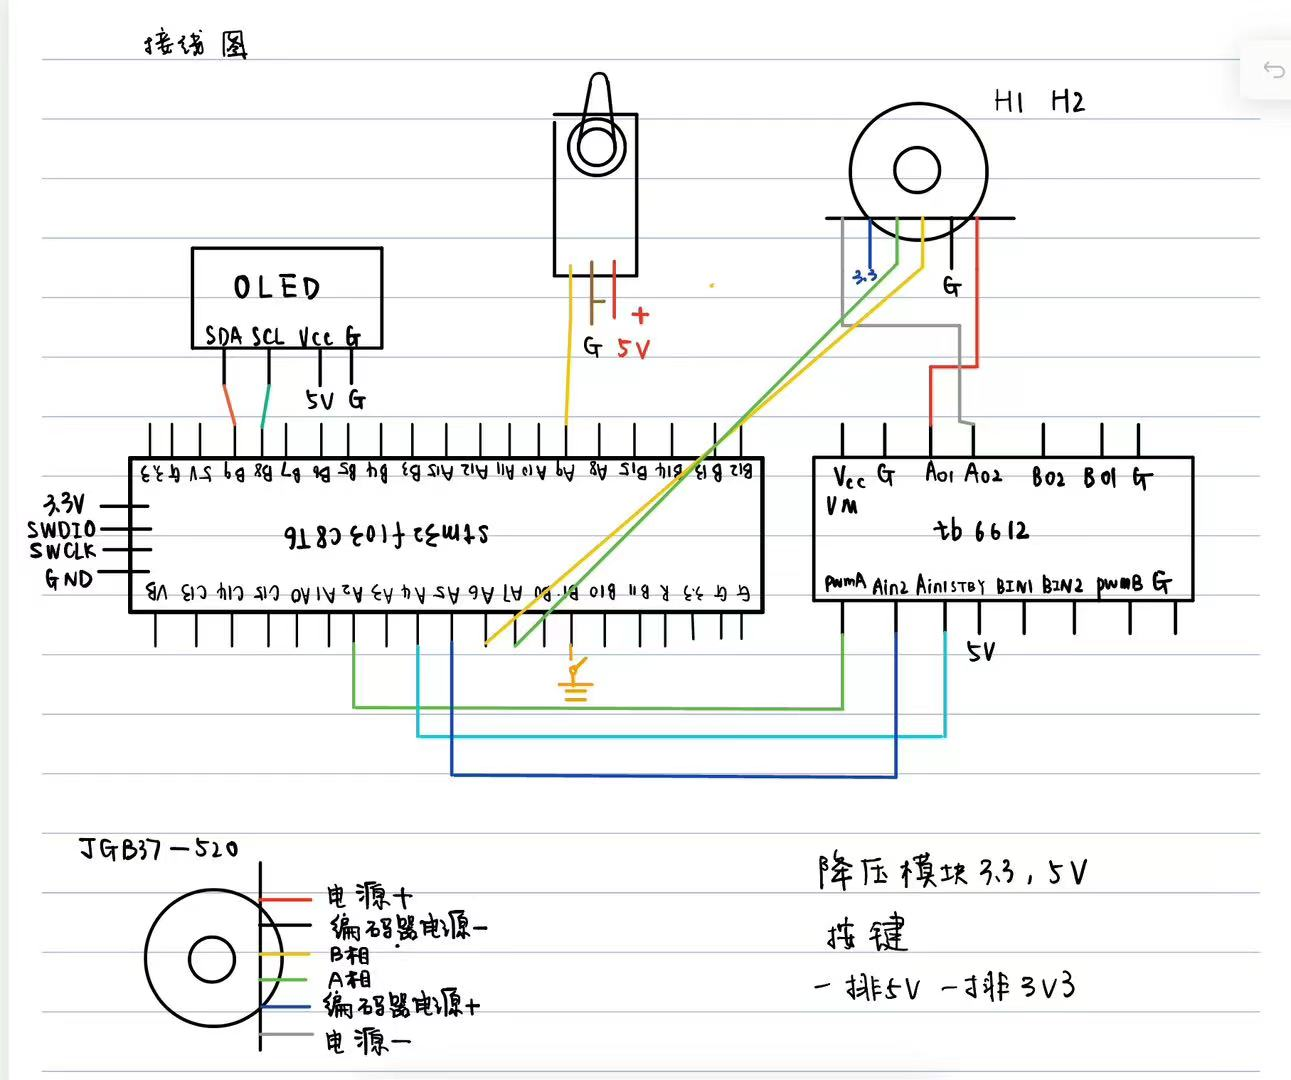 接线图
H1 H2
3.3
G
OLED
SDA SCL Vcc G
+
G 5V
5V G
3.3 G 5V B9 B8 B7 B6 B5 B4 B3 A15 A12 A11 A10 A9 A8 B15 B14 B13 B12
Vcc G A01 A02 B02 B01 G
VM
3.3V
SWDIO
SWCLK
GND
stm32f103C8T6
tb6612
VB C13 C14 C15 A0 A1 A2 A3 A4 A5 A6 A7 B0 B1 B10 B11 R 3.3 G G
pwmA Ain2 Ain1 STBY BIN1 BIN2 pwmB G
5V
JGB37-520
电源+
编码器电源-
B相
A相
编码器电源+
电源-
降压模块3.3,5V
按键
一排5V 一排3V3